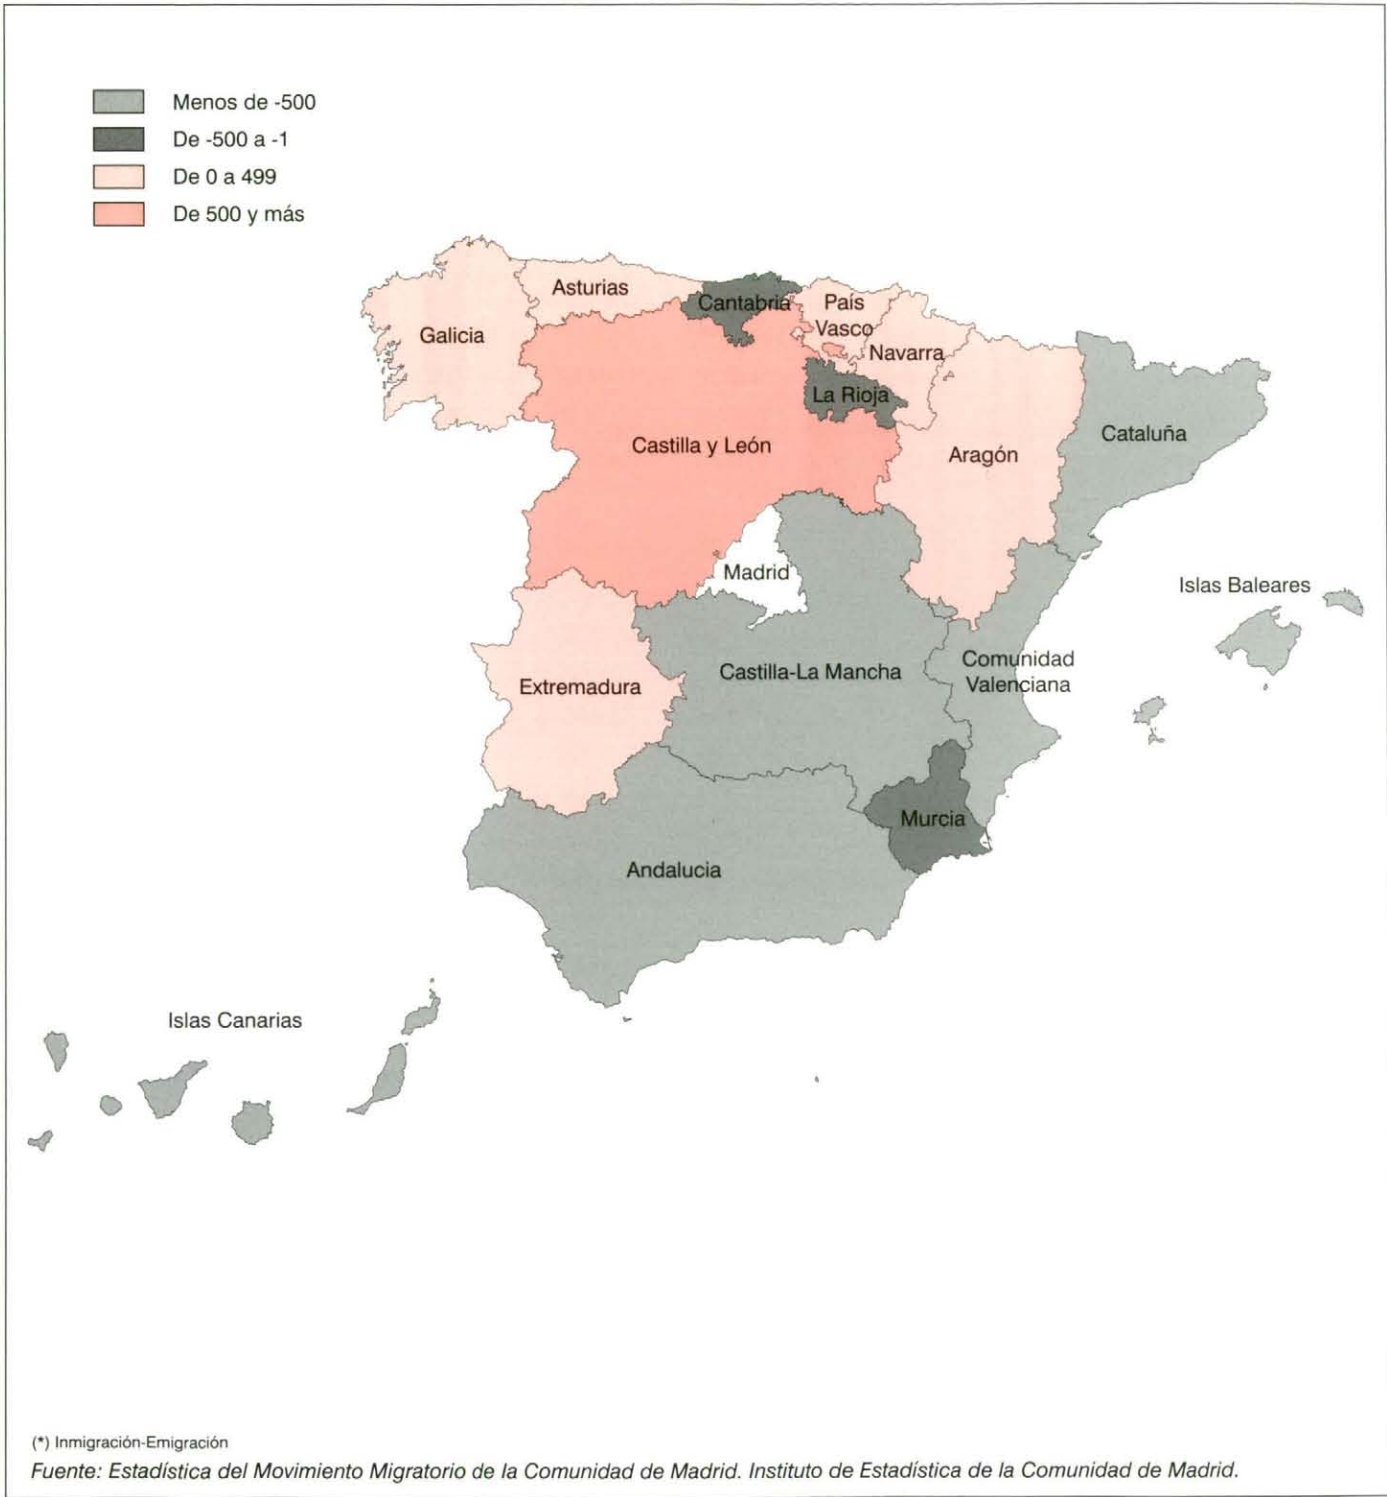 Menos de -500
De -500 a -1
De 0 a 499
De 500 y más
Asturias
Cantabria
País
Vasco
Galicia
Navarra
La Rioja
Cataluña
Castilla y León
Aragón
Madrid
Islas Baleares
Comunidad
Valenciana
Castilla-La Mancha
Extremadura
Murcia
Andalucia
Islas Canarias
(*) Inmigración-Emigración
Fuente: Estadística del Movimiento Migratorio de la Comunidad de Madrid. Instituto de Estadística de la Comunidad de Madrid.